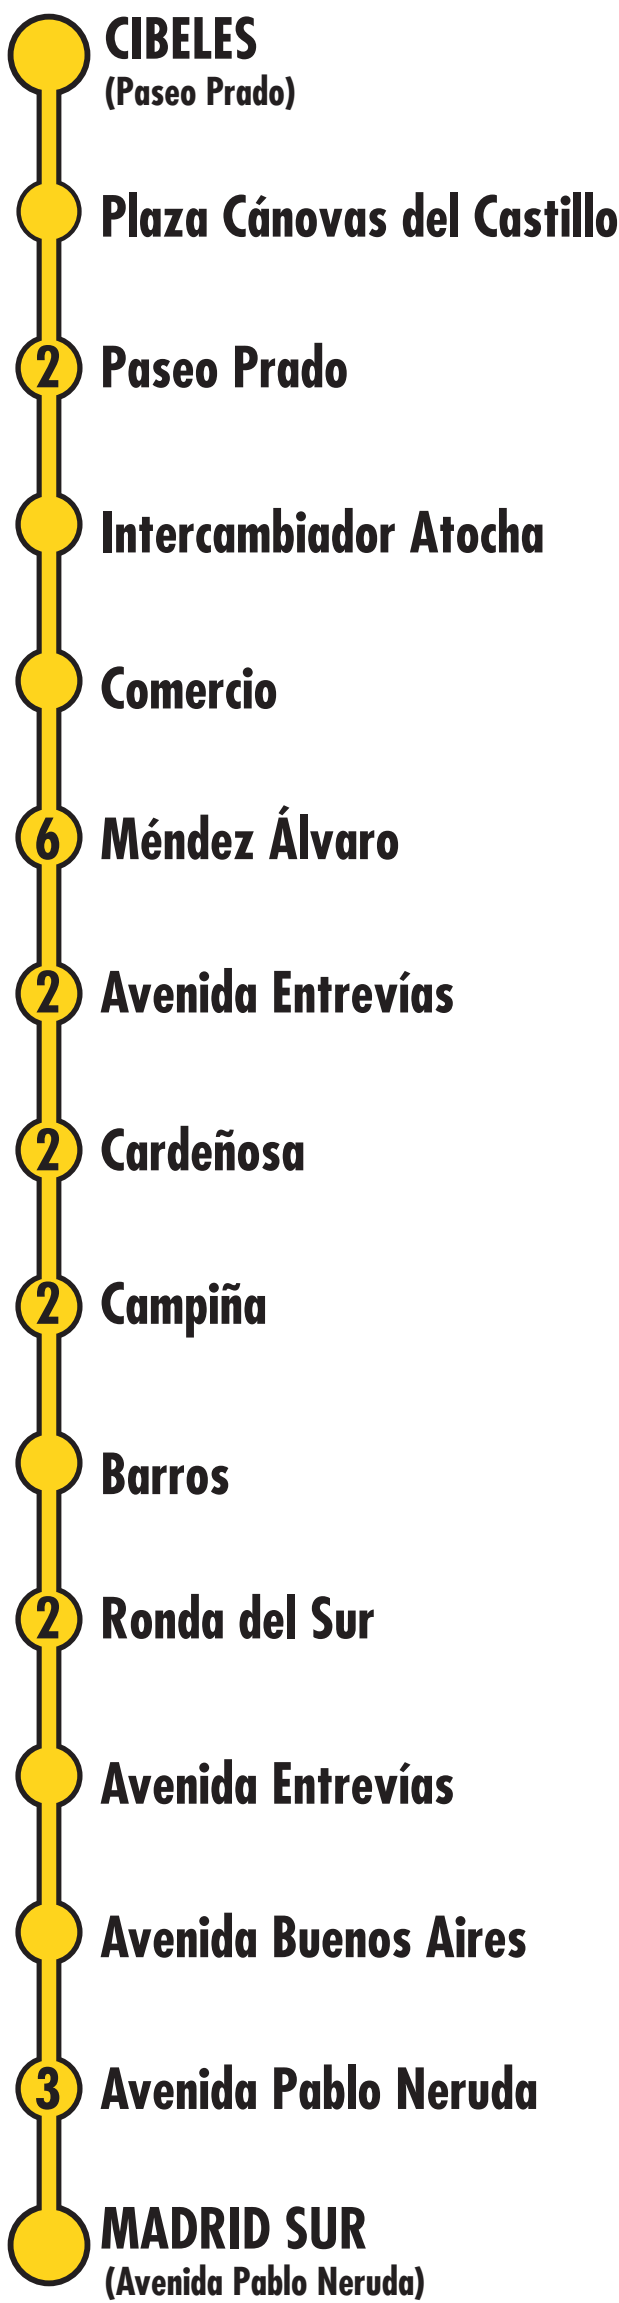 CIBELES
(Paseo Prado)
Plaza Cánovas del Castillo
2 Paseo Prado
Intercambiador Atocha
Comercio
6 Méndez Álvaro
2 Avenida Entrevías
2 Cardeñosa
2 Campiña
Barros
2 Ronda del Sur
Avenida Entrevías
Avenida Buenos Aires
3 Avenida Pablo Neruda
MADRID SUR
(Avenida Pablo Neruda)